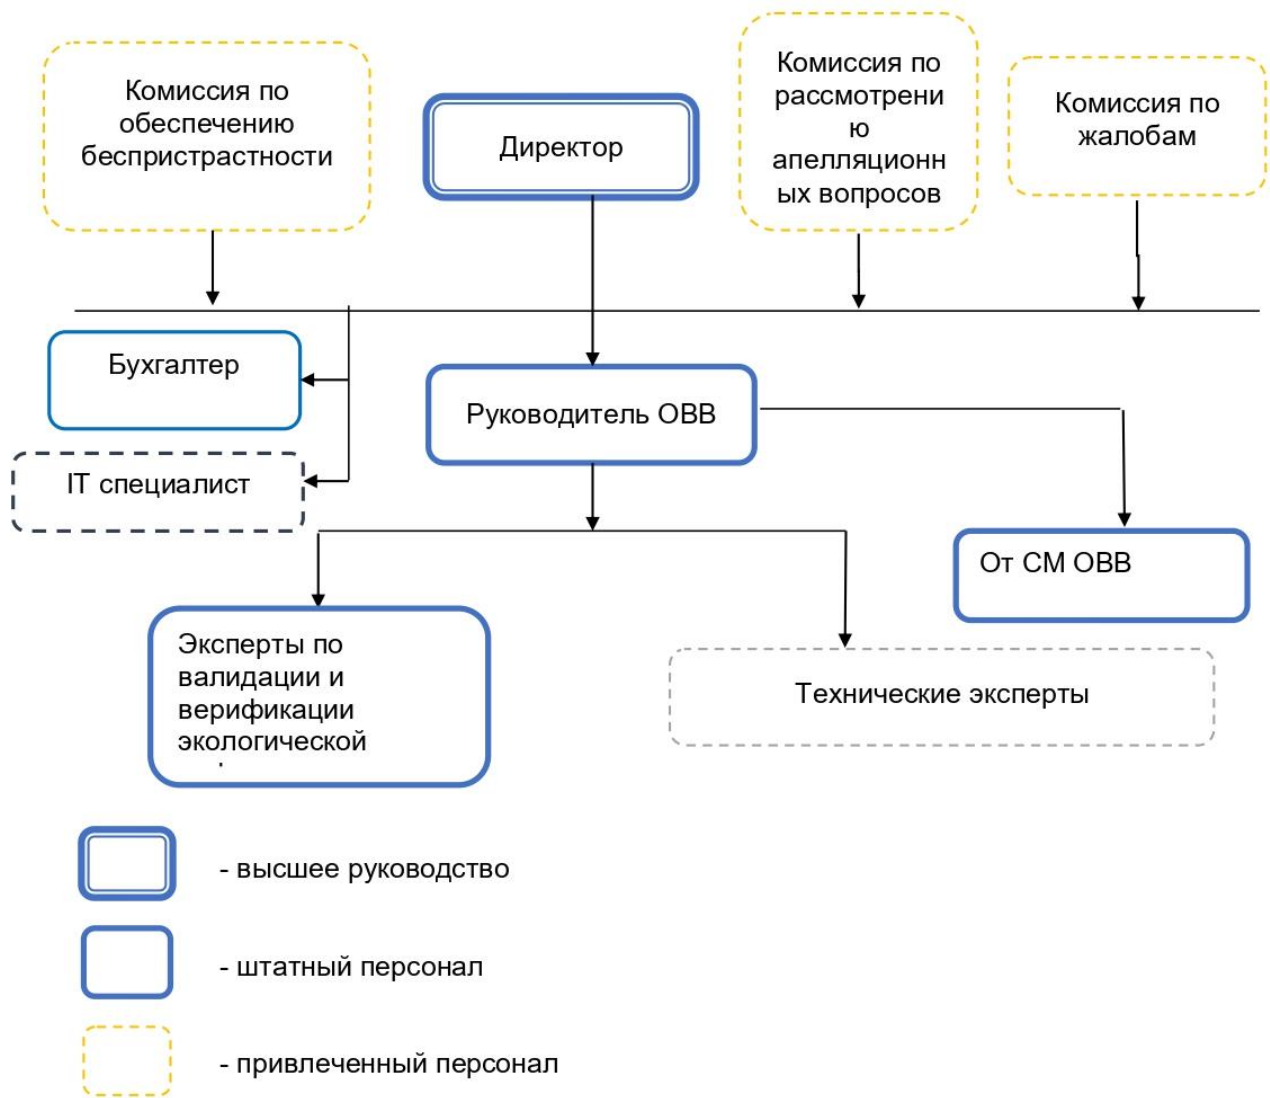 Комиссия по
обеспечению
беспристрастности
Директор
Комиссия по
рассмотрени
ю
апелляционн
ых вопросов
Комиссия по
жалобам
Бухгалтер
IT специалист
Руководитель ОВВ
От СМ ОВВ
Эксперты по
валидации и
верификации
экологической
Технические эксперты
- высшее руководство
- штатный персонал
- привлеченный персонал